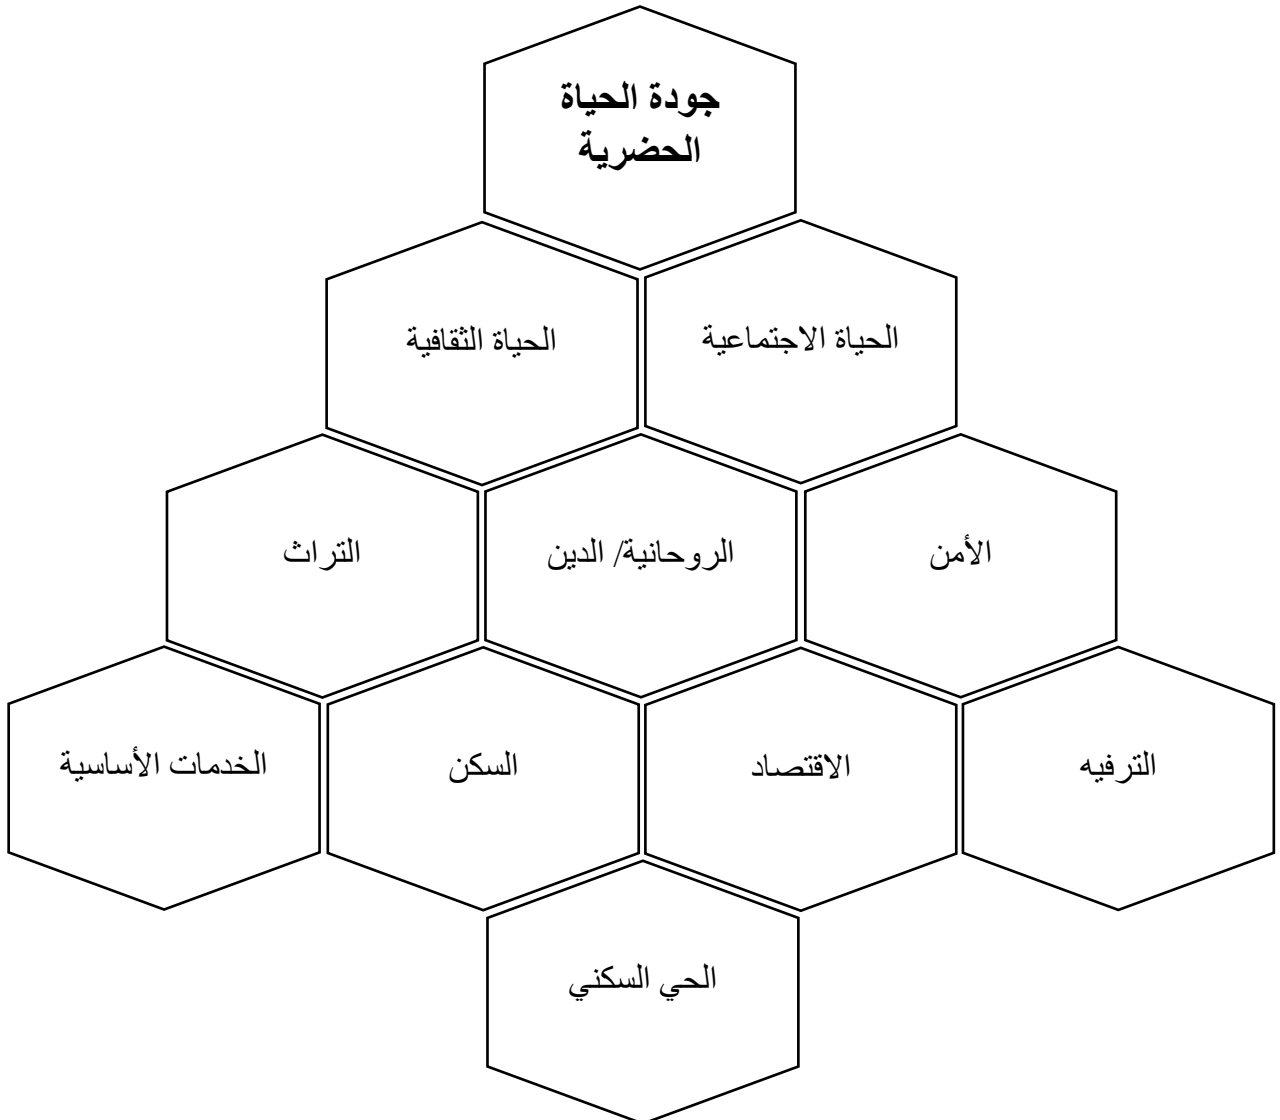 جودة الحياة
الحضرية
الحياة الاجتماعية
الحياة الثقافية
الأمن
الروحانية/ الدين
التراث
الترفيه
الاقتصاد
السكن
الخدمات الأساسية
الحي السكني